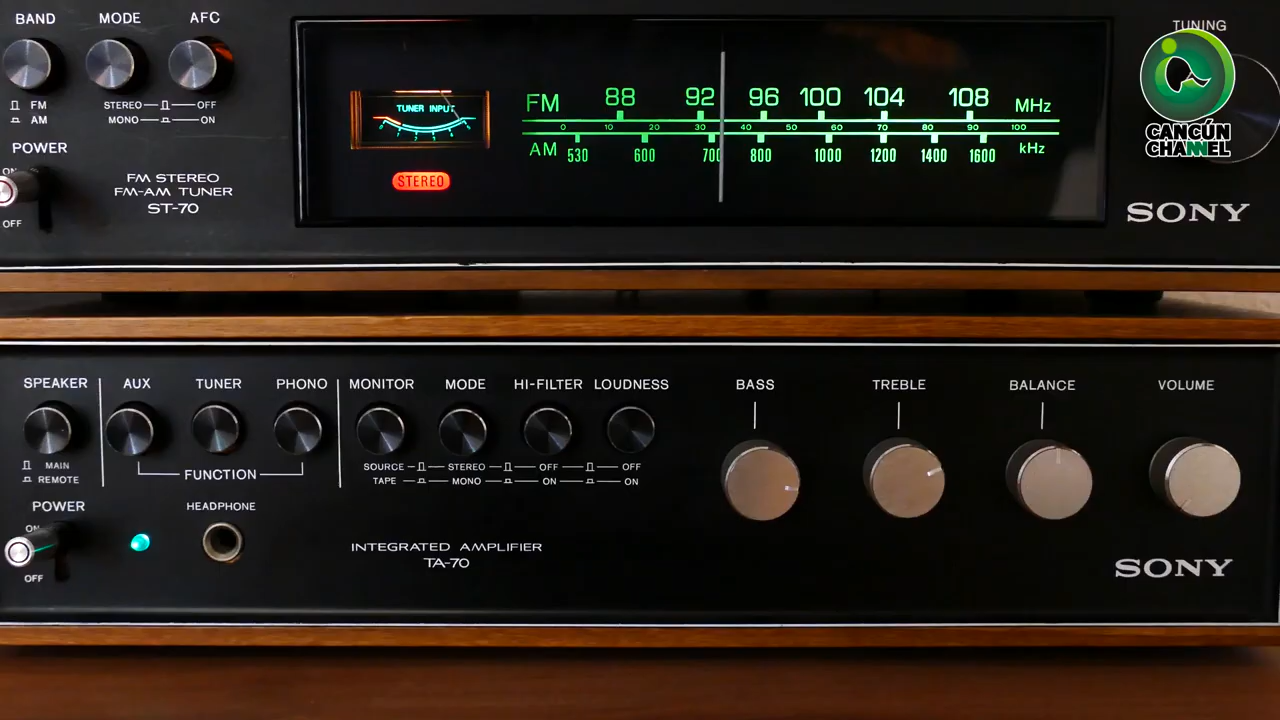 BAND MODE AFC
TUNING
FM
AM
STEREO OFF
MONO ON
POWER
ON
OFF
FM STEREO
FM-AM TUNER
ST-70
TUNER INPUT
STEREO
FM 88 92 96 100 104 108 MHz
0 10 20 40 50 60 70 80 90 100
AM 530 600 700 800 1000 1200 1400 1600 kHz
CANCÚN
CHANNEL
SONY
SPEAKER AUX TUNER PHONO MONITOR MODE HI-FILTER LOUDNESS BASS TREBLE BALANCE VOLUME
MAIN
REMOTE
FUNCTION
SOURCE STEREO OFF OFF
TAPE MONO ON ON
POWER
ON
OFF
HEADPHONE
INTEGRATED AMPLIFIER
TA-70
SONY